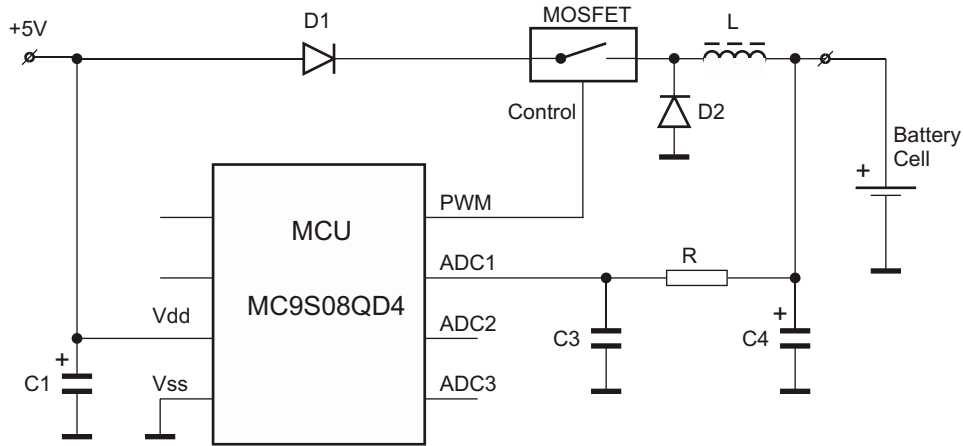 +5V
D1
MOSFET
L
Control
D2
Battery
Cell
+
PWM
MCU
ADC1
R
MC9S08QD4
Vdd
ADC2
+
C3
C4
+
C1
Vss
ADC3